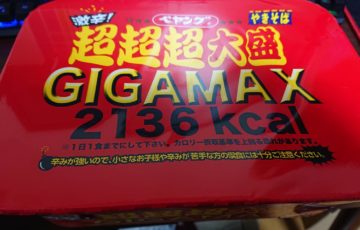 激辛! ペヤング やきそば
超超超大盛
GIGAMAX
2136 kcal
※1日1食までにして下さい。カロリー摂取基準を上回る恐れがあります。
辛みが強いので、小さなお子様や辛みが苦手な方の喫食には十分ご注意ください。